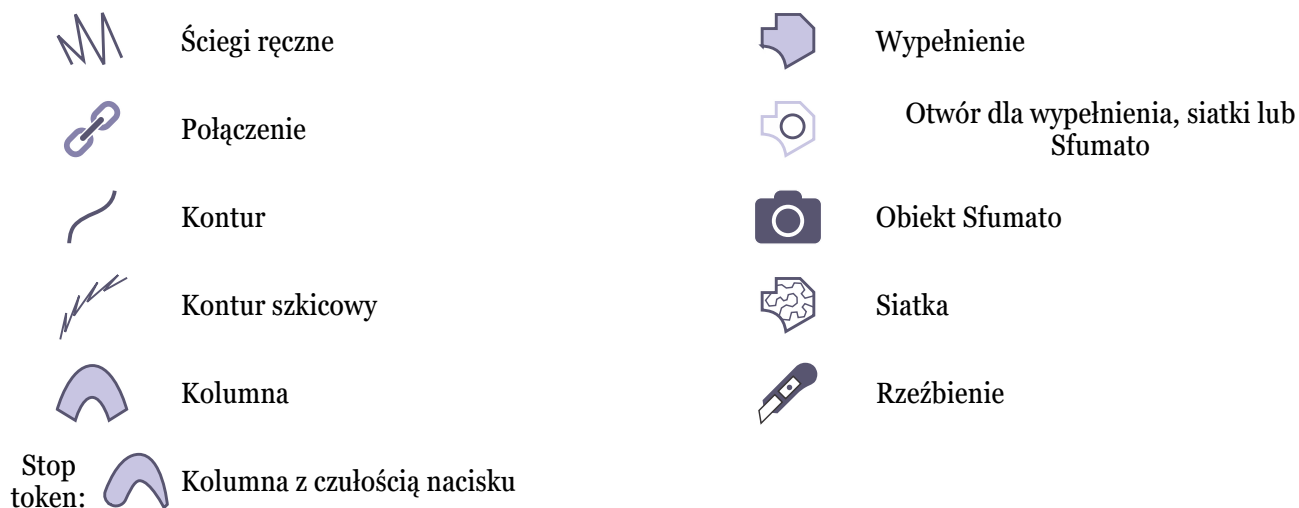 Ściegi ręczne
Połączenie
Kontur
Kontur szkicowy
Kolumna
Stop
token:
Kolumna z czułością nacisku
Wypełnienie
Otwór dla wypełnienia, siatki lub
Sfumato
Obiekt Sfumato
Siatka
Rzeźbienie